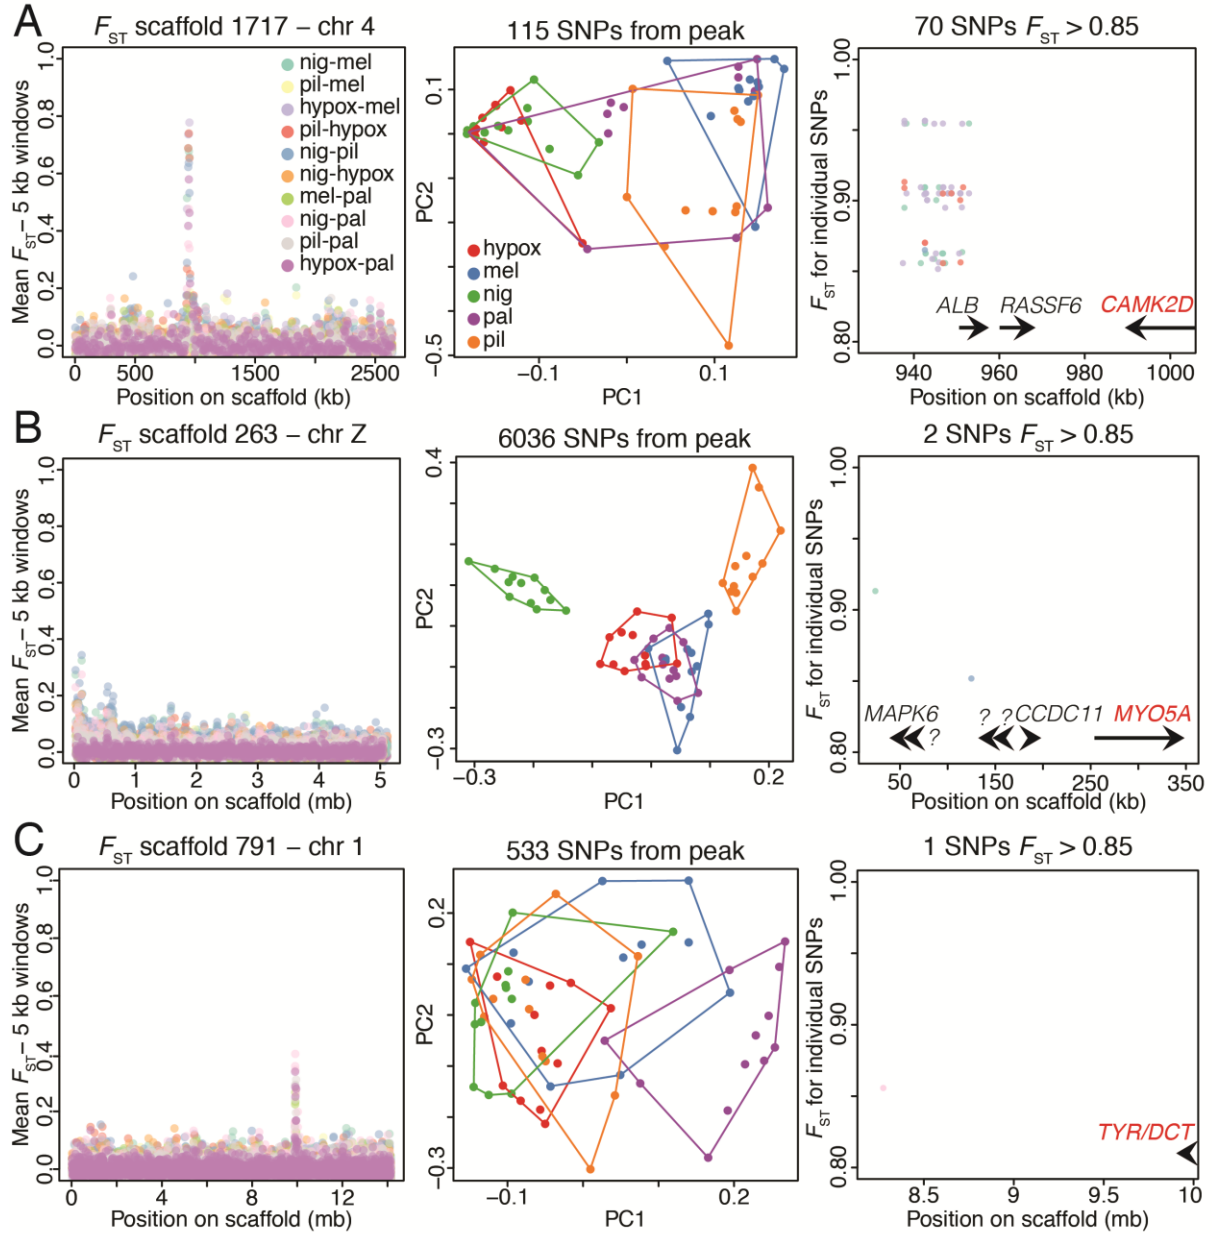 A
F_ST scaffold 1717 – chr 4
Mean F_ST – 5 kb windows
1.0
0.8
0.6
0.4
0.2
0.0
nig-mel
pil-mel
hypox-mel
pil-hypox
nig-pil
nig-hypox
mel-pal
nig-pal
pil-pal
hypox-pal
0 500 1500 2500
Position on scaffold (kb)
115 SNPs from peak
PC2
0.1
−0.5
hypox
mel
nig
pal
pil
−0.1 0.1
PC1
70 SNPs F_ST > 0.85
F_ST for individual SNPs
1.00
0.90
0.80
ALB RASSF6 CAMK2D
940 960 980 1000
Position on scaffold (kb)
B
F_ST scaffold 263 – chr Z
Mean F_ST – 5 kb windows
1.0
0.8
0.6
0.4
0.2
0.0
0 1 2 3 4 5
Position on scaffold (mb)
6036 SNPs from peak
PC2
0.4
−0.3
−0.3 0.2
PC1
2 SNPs F_ST > 0.85
F_ST for individual SNPs
1.00
0.90
0.80
MAPK6 ? ? ? CCDC11 MYO5A
50 150 250 350
Position on scaffold (kb)
C
F_ST scaffold 791 – chr 1
Mean F_ST – 5 kb windows
1.0
0.8
0.6
0.4
0.2
0.0
0 4 8 12
Position on scaffold (mb)
533 SNPs from peak
PC2
0.2
−0.3
−0.1 0.2
PC1
1 SNPs F_ST > 0.85
F_ST for individual SNPs
1.00
0.90
0.80
TYR/DCT
8.5 9 9.5 10
Position on scaffold (mb)